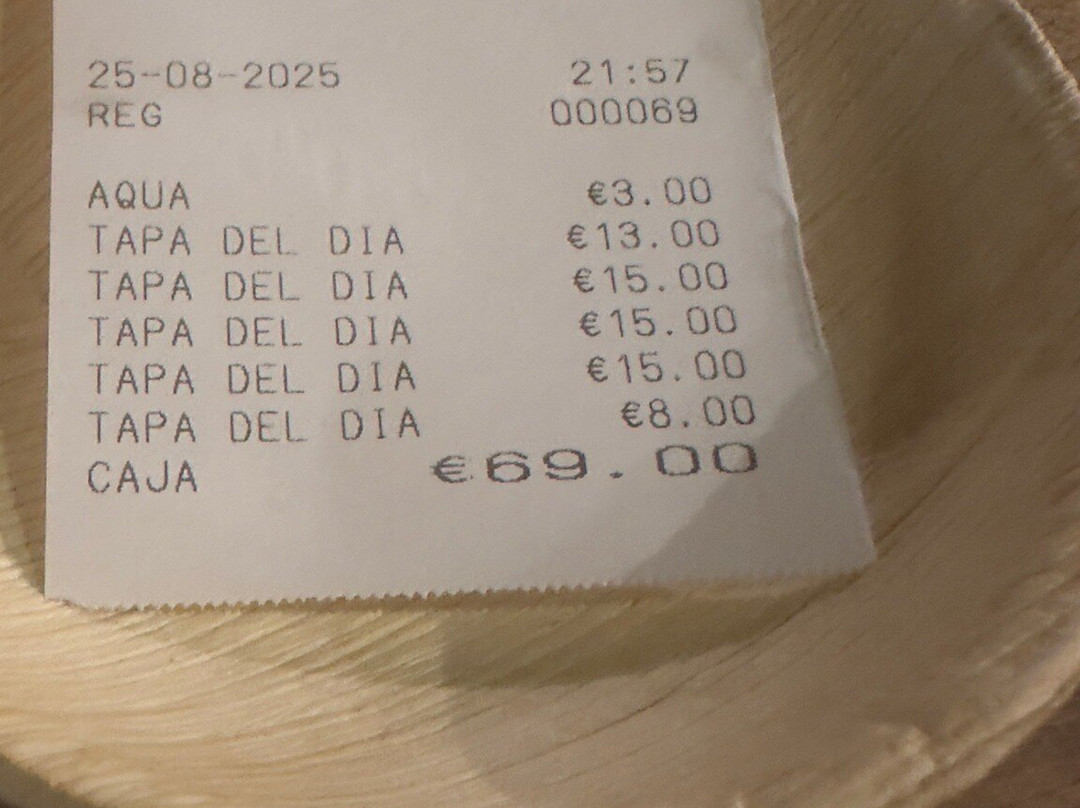 25-08-2025 21:57
REG 000069
AQUA €3.00
TAPA DEL DIA €13.00
TAPA DEL DIA €15.00
TAPA DEL DIA €15.00
TAPA DEL DIA €15.00
TAPA DEL DIA €8.00
CAJA €69.00